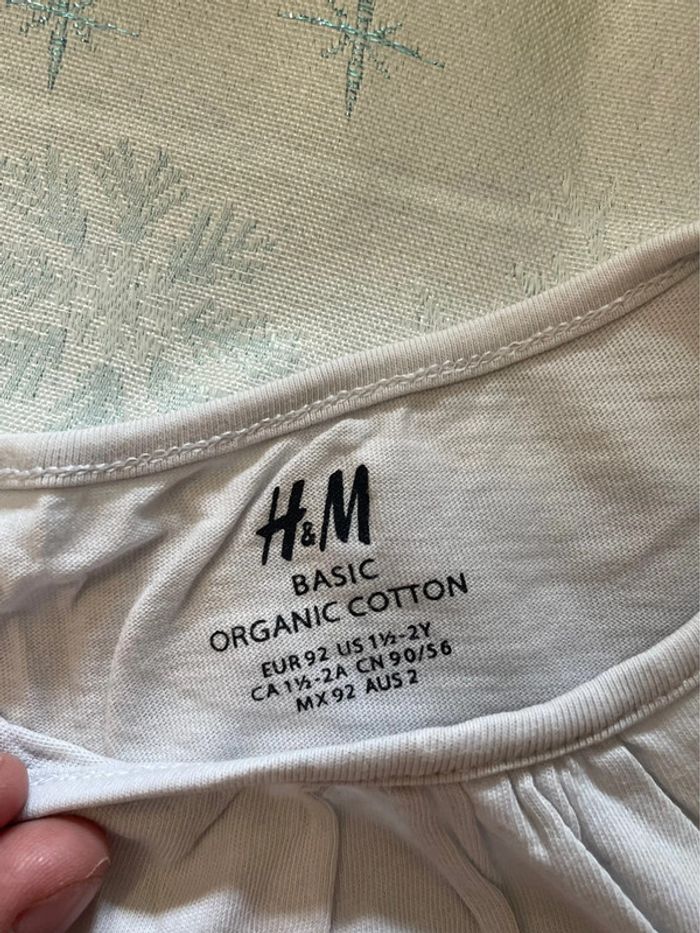 H&M
BASIC
ORGANIC COTTON
EUR 92 US 1½-2Y
CA 1½-2A CN 90/56
MX 92 AUS 2